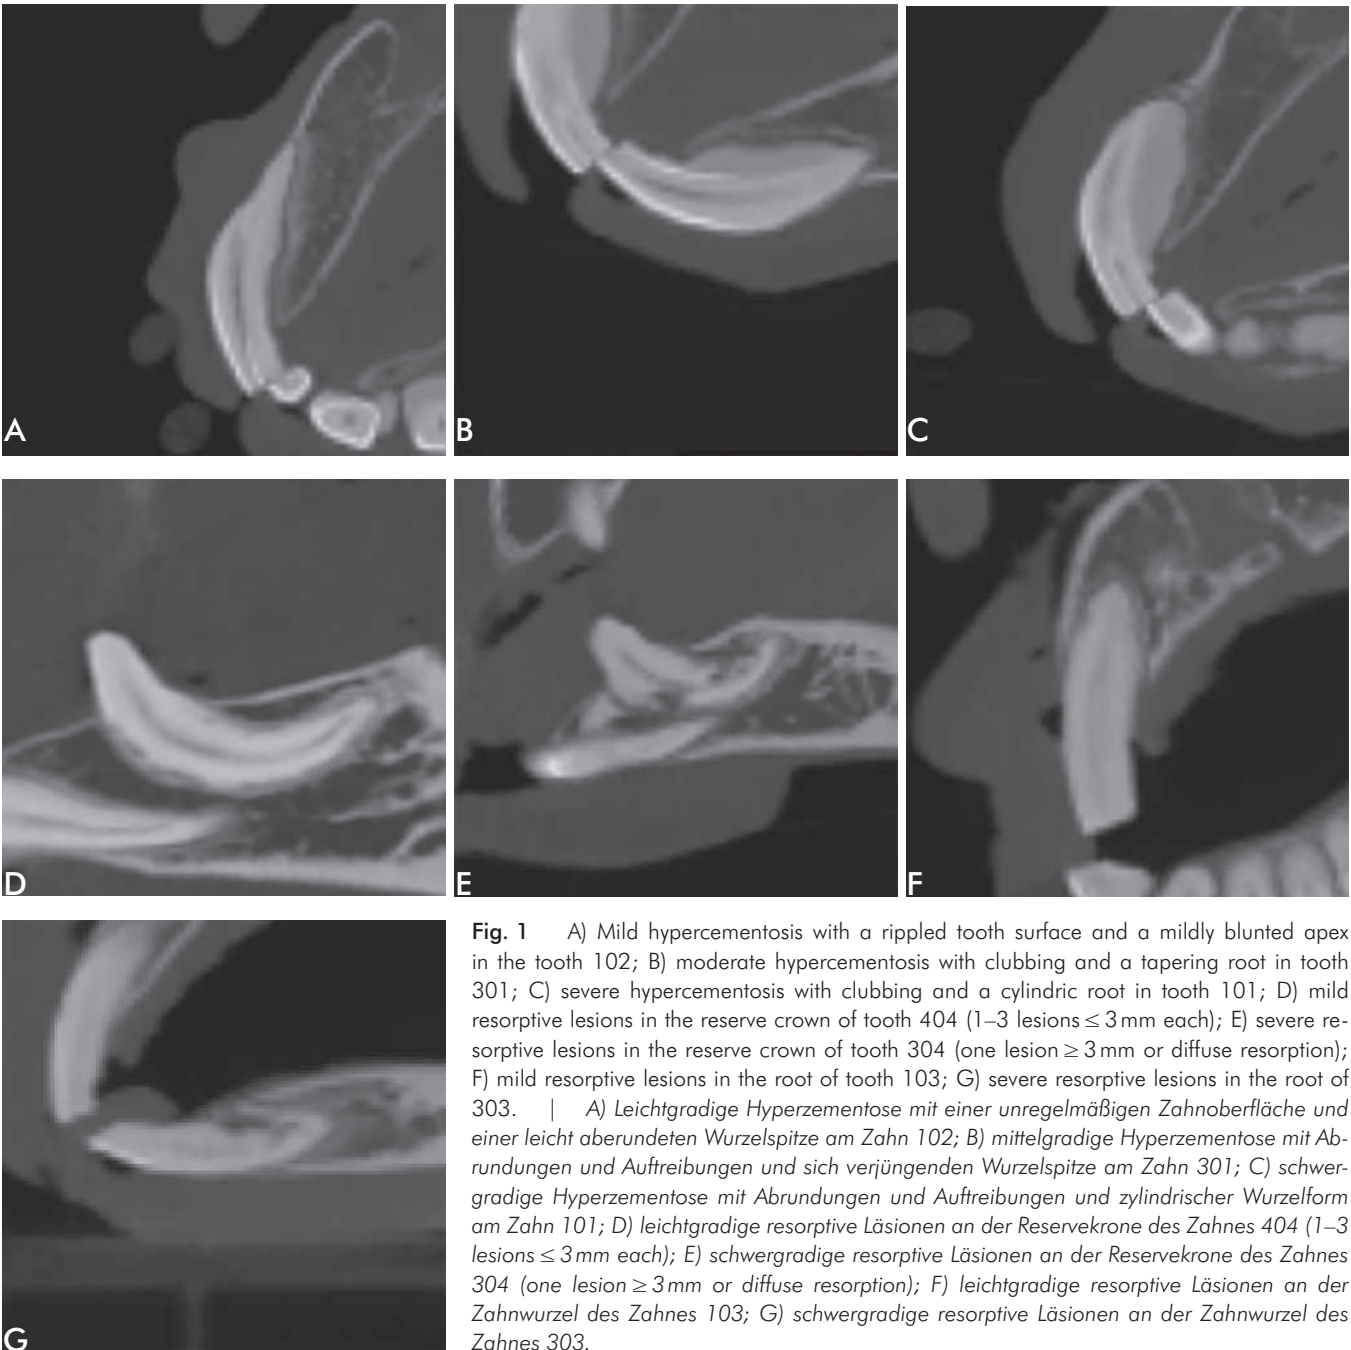 A
B
C
D
E
F
G
Fig. 1 A) Mild hypercementosis with a rippled tooth surface and a mildly blunted apex
in the tooth 102; B) moderate hypercementosis with clubbing and a tapering root in tooth
301; C) severe hypercementosis with clubbing and a cylindric root in tooth 101; D) mild
resorptive lesions in the reserve crown of tooth 404 (1–3 lesions ≤ 3 mm each); E) severe re-
sorptive lesions in the reserve crown of tooth 304 (one lesion ≥ 3 mm or diffuse resorption);
F) mild resorptive lesions in the root of tooth 103; G) severe resorptive lesions in the root of
303. | A) Leichtgradige Hyperzementose mit einer unregelmäßigen Zahnoberfläche und
einer leicht aberundeten Wurzelspitze am Zahn 102; B) mittelgradige Hyperzementose mit Ab-
rundungen und Auftreibungen und sich verjüngenden Wurzelspitze am Zahn 301; C) schwer-
gradige Hyperzementose mit Abrundungen und Auftreibungen und zylindrischer Wurzelform
am Zahn 101; D) leichtgradige resorptive Läsionen an der Reservekrone des Zahnes 404 (1–3
lesions ≤ 3 mm each); E) schwergradige resorptive Läsionen an der Reservekrone des Zahnes
304 (one lesion ≥ 3 mm or diffuse resorption); F) leichtgradige resorptive Läsionen an der
Zahnwurzel des Zahnes 103; G) schwergradige resorptive Läsionen an der Zahnwurzel des
Zahnes 303.